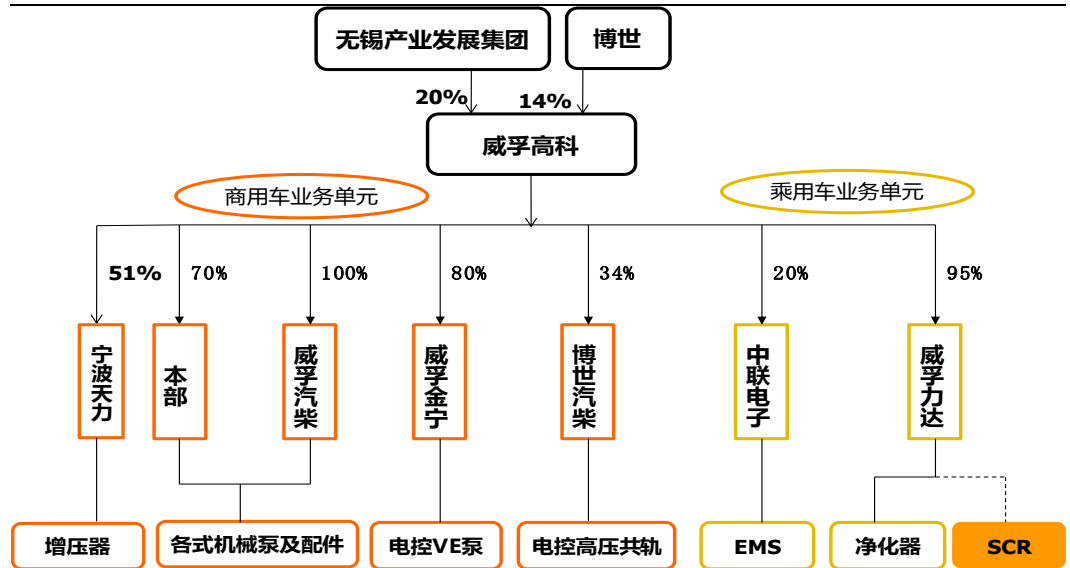 无锡产业发展集团
博世
20%
14%
威孚高科
商用车业务单元
乘用车业务单元
51%
70%
100%
80%
34%
20%
95%
宁波天力
本部
威孚汽柴
威孚金宁
博世汽柴
中联电子
威孚力达
增压器
各式机械泵及配件
电控VE泵
电控高压共轨
EMS
净化器
SCR